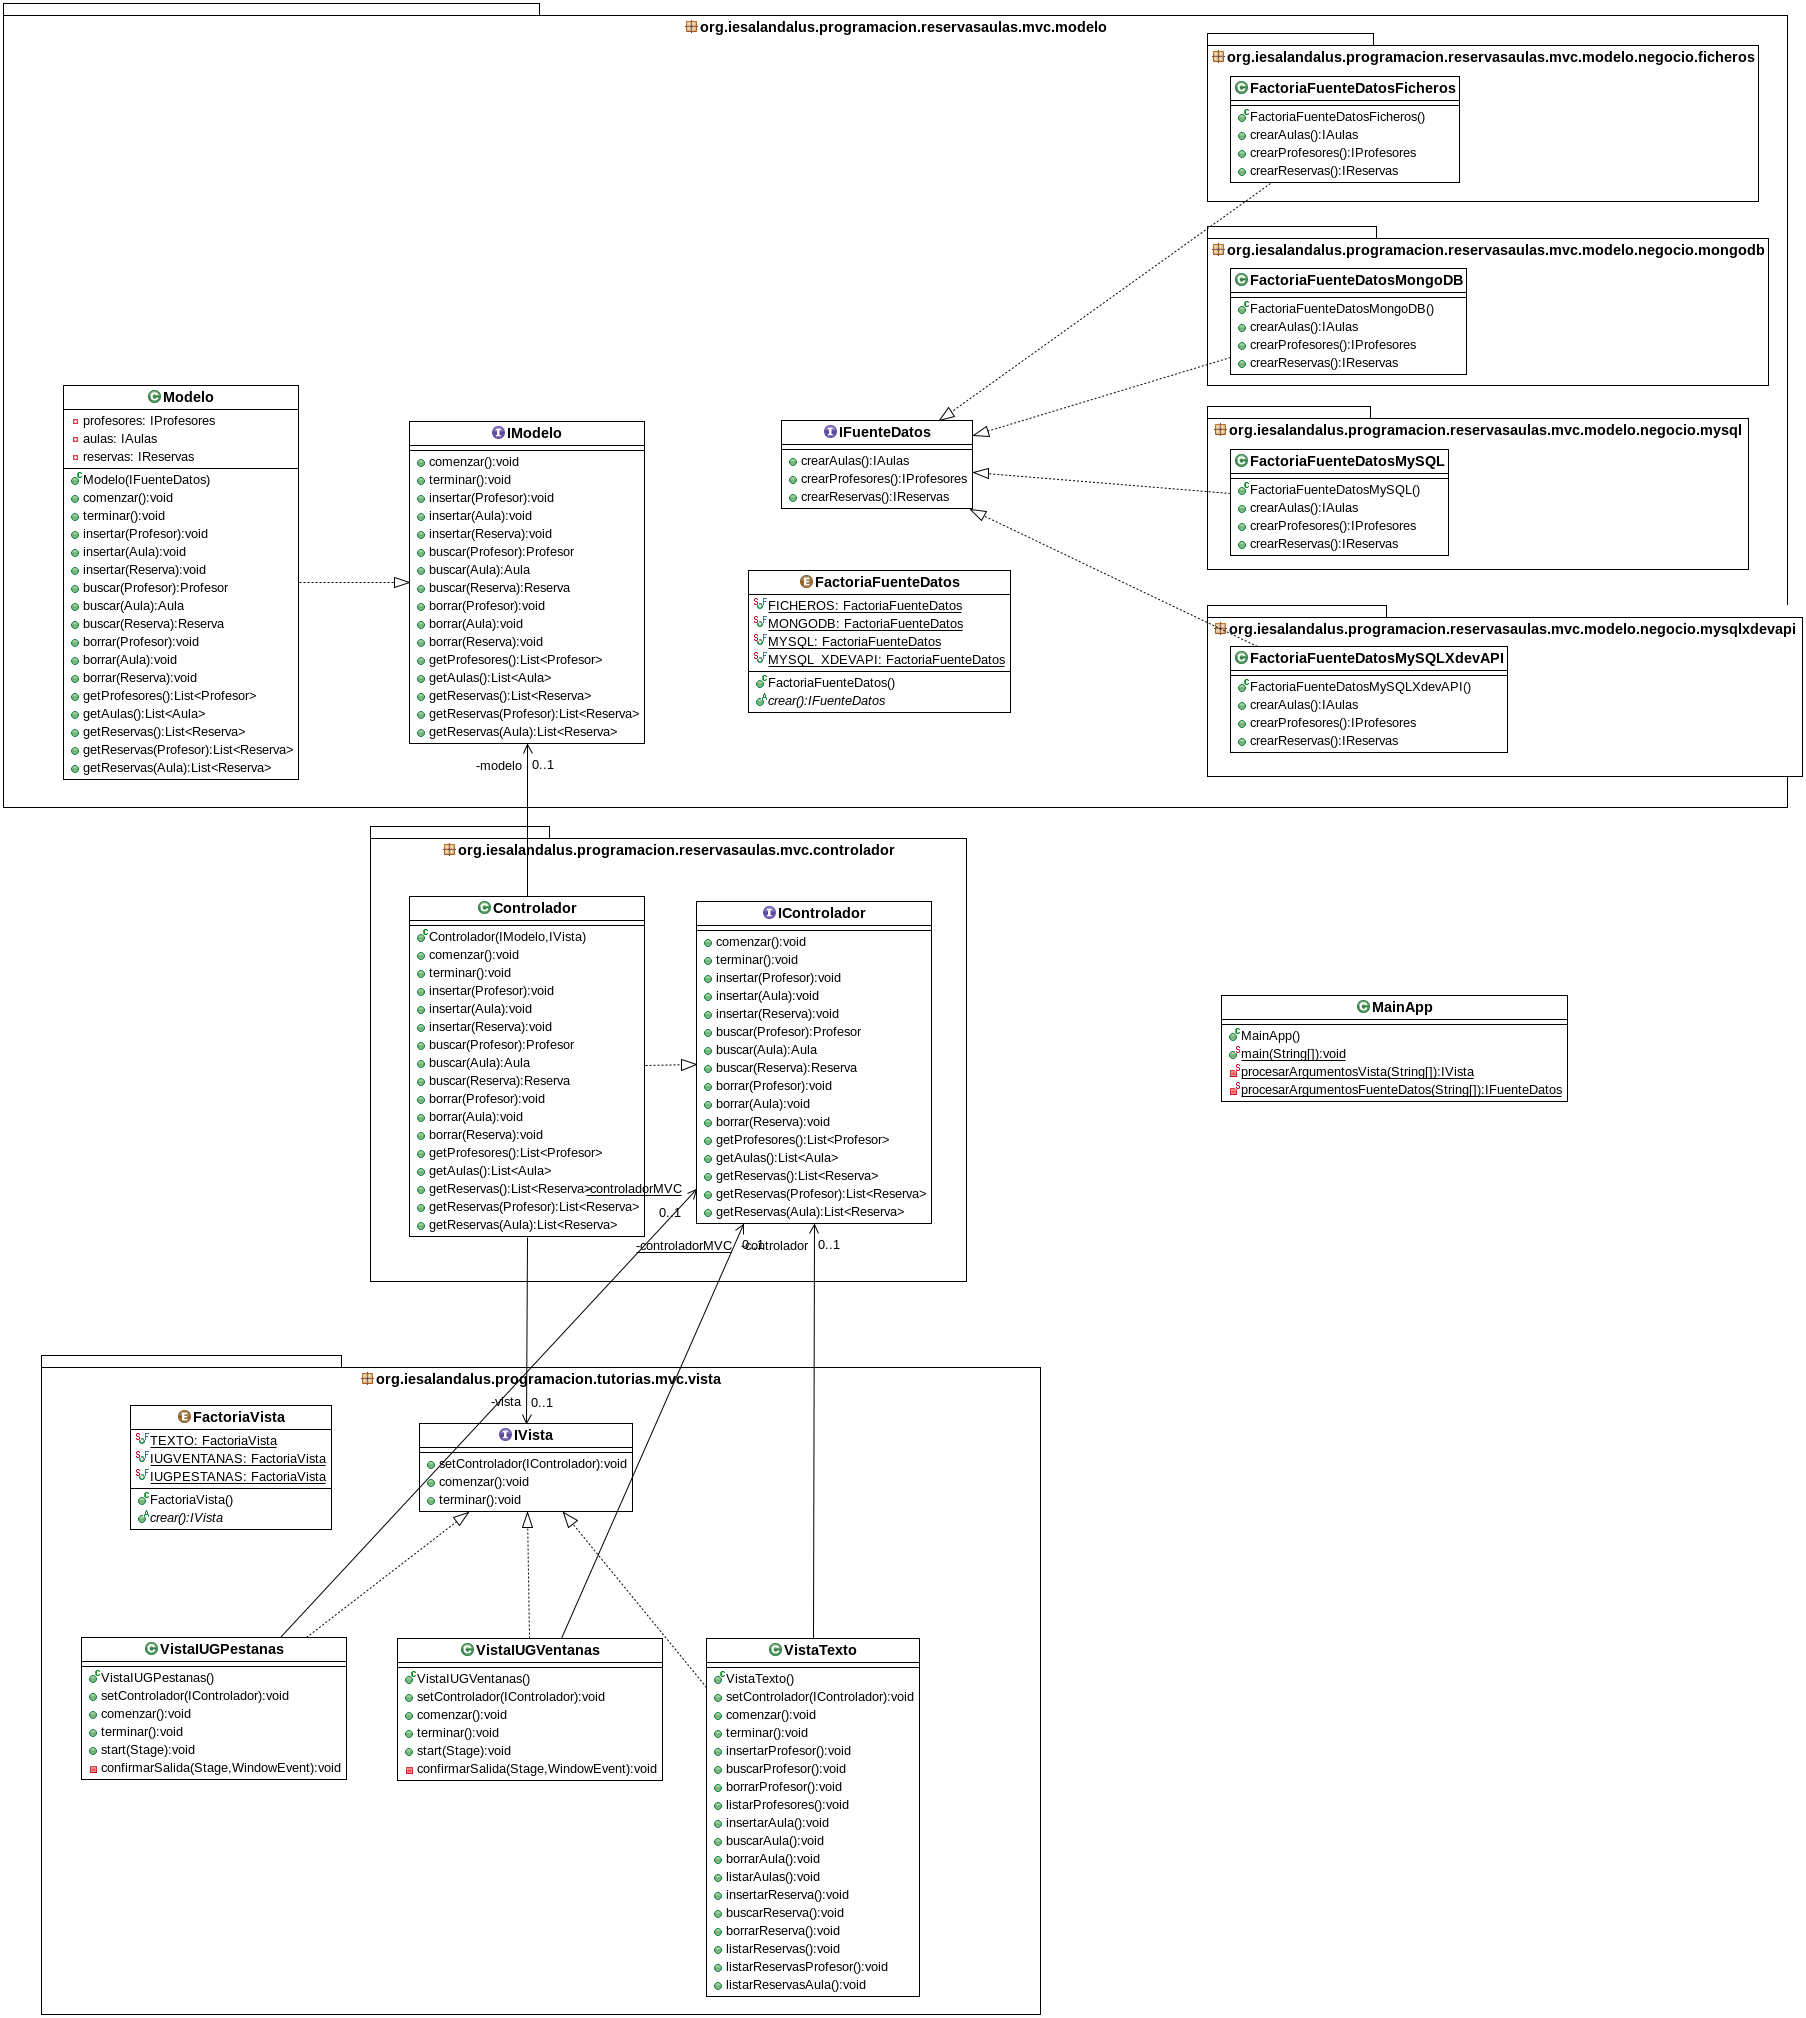 org.iesalandalus.programacion.reservasaulas.mvc.modelo
org.iesalandalus.programacion.reservasaulas.mvc.modelo.negocio.ficheros
FactoriaFuenteDatosFicheros
FactoriaFuenteDatosFicheros()
crearAulas():IAulas
crearProfesores():IProfesores
crearReservas():IReservas
org.iesalandalus.programacion.reservasaulas.mvc.modelo.negocio.mongodb
FactoriaFuenteDatosMongoDB
FactoriaFuenteDatosMongoDB()
crearAulas():IAulas
crearProfesores():IProfesores
crearReservas():IReservas
Modelo
profesores: IProfesores
aulas: IAulas
reservas: IReservas
Modelo(IFuenteDatos)
comenzar():void
terminar():void
insertar(Profesor):void
insertar(Aula):void
insertar(Reserva):void
buscar(Profesor):Profesor
buscar(Aula):Aula
buscar(Reserva):Reserva
borrar(Profesor):void
borrar(Aula):void
borrar(Reserva):void
getProfesores():List<Profesor>
getAulas():List<Aula>
getReservas():List<Reserva>
getReservas(Profesor):List<Reserva>
getReservas(Aula):List<Reserva>
IModelo
comenzar():void
terminar():void
insertar(Profesor):void
insertar(Aula):void
insertar(Reserva):void
buscar(Profesor):Profesor
buscar(Aula):Aula
buscar(Reserva):Reserva
borrar(Profesor):void
borrar(Aula):void
borrar(Reserva):void
getProfesores():List<Profesor>
getAulas():List<Aula>
getReservas():List<Reserva>
getReservas(Profesor):List<Reserva>
getReservas(Aula):List<Reserva>
-modelo 0..1
IFuenteDatos
crearAulas():IAulas
crearProfesores():IProfesores
crearReservas():IReservas
FactoriaFuenteDatos
FICHEROS: FactoriaFuenteDatos
MONGODB: FactoriaFuenteDatos
MYSQL: FactoriaFuenteDatos
MYSQL_XDEVAPI: FactoriaFuenteDatos
FactoriaFuenteDatos()
crear():IFuenteDatos
org.iesalandalus.programacion.reservasaulas.mvc.modelo.negocio.mysql
FactoriaFuenteDatosMySQL
FactoriaFuenteDatosMySQL()
crearAulas():IAulas
crearProfesores():IProfesores
crearReservas():IReservas
org.iesalandalus.programacion.reservasaulas.mvc.modelo.negocio.mysqlxdevapi
FactoriaFuenteDatosMySQLXdevAPI
FactoriaFuenteDatosMySQLXdevAPI()
crearAulas():IAulas
crearProfesores():IProfesores
crearReservas():IReservas
org.iesalandalus.programacion.reservasaulas.mvc.controlador
Controlador
Controlador(IModelo,IVista)
comenzar():void
terminar():void
insertar(Profesor):void
insertar(Aula):void
insertar(Reserva):void
buscar(Profesor):Profesor
buscar(Aula):Aula
buscar(Reserva):Reserva
borrar(Profesor):void
borrar(Aula):void
borrar(Reserva):void
getProfesores():List<Profesor>
getAulas():List<Aula>
getReservas():List<Reserva>
getReservas(Profesor):List<Reserva>
getReservas(Aula):List<Reserva>
IControlador
comenzar():void
terminar():void
insertar(Profesor):void
insertar(Aula):void
insertar(Reserva):void
buscar(Profesor):Profesor
buscar(Aula):Aula
buscar(Reserva):Reserva
borrar(Profesor):void
borrar(Aula):void
borrar(Reserva):void
getProfesores():List<Profesor>
getAulas():List<Aula>
getReservas():List<Reserva>
getReservas(Profesor):List<Reserva>
getReservas(Aula):List<Reserva>
-controladorMVC
0..1
-controladorMVC 0..1
-controlador 0..1
MainApp
MainApp()
main(String[]):void
procesarArgumentosVista(String[]):IVista
procesarArgumentosFuenteDatos(String[]):IFuenteDatos
org.iesalandalus.programacion.tutorias.mvc.vista
FactoriaVista
TEXTO: FactoriaVista
IUGVENTANAS: FactoriaVista
IUGPESTANAS: FactoriaVista
FactoriaVista()
crear():IVista
-vista 0..1
IVista
setControlador(IControlador):void
comenzar():void
terminar():void
VistaIUGPestanas
VistaIUGPestanas()
setControlador(IControlador):void
comenzar():void
terminar():void
start(Stage):void
confirmarSalida(Stage,WindowEvent):void
VistaIUGVentanas
VistaIUGVentanas()
setControlador(IControlador):void
comenzar():void
terminar():void
start(Stage):void
confirmarSalida(Stage,WindowEvent):void
VistaTexto
VistaTexto()
setControlador(IControlador):void
comenzar():void
terminar():void
insertarProfesor():void
buscarProfesor():void
borrarProfesor():void
listarProfesores():void
insertarAula():void
buscarAula():void
borrarAula():void
listarAulas():void
insertarReserva():void
buscarReserva():void
borrarReserva():void
listarReservas():void
listarReservasProfesor():void
listarReservasAula():void